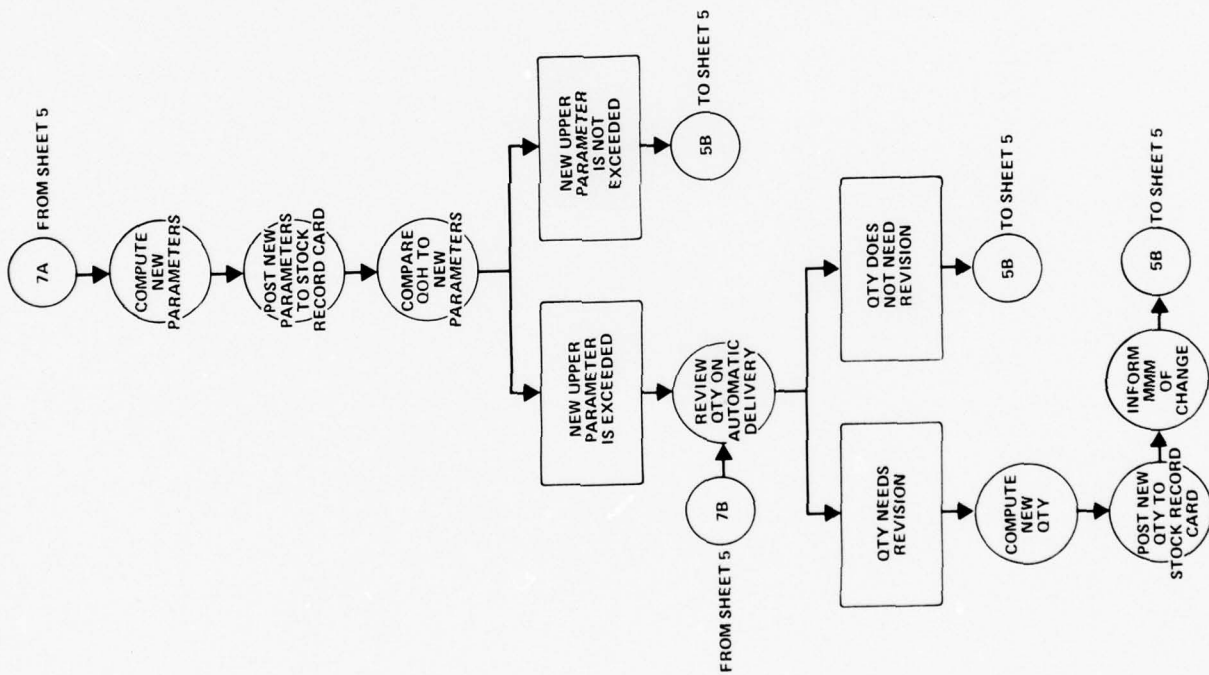 7A
FROM SHEET 5
COMPUTE
NEW
PARAMETERS
POST NEW
PARAMETERS
TO STOCK
RECORD CARD
COMPARE
QOH TO
NEW
PARAMETERS
NEW UPPER
PARAMETER
IS EXCEEDED
NEW UPPER
PARAMETER
IS NOT
EXCEEDED
5B
TO SHEET 5
FROM SHEET 5
7B
REVIEW
QTY ON
AUTOMATIC
DELIVERY
QTY NEEDS
REVISION
QTY DOES
NOT NEED
REVISION
5B
TO SHEET 5
COMPUTE
NEW
QTY
POST NEW
QTY TO
STOCK RECORD
CARD
INFORM
MMM
OF
CHANGE
5B
TO SHEET 5